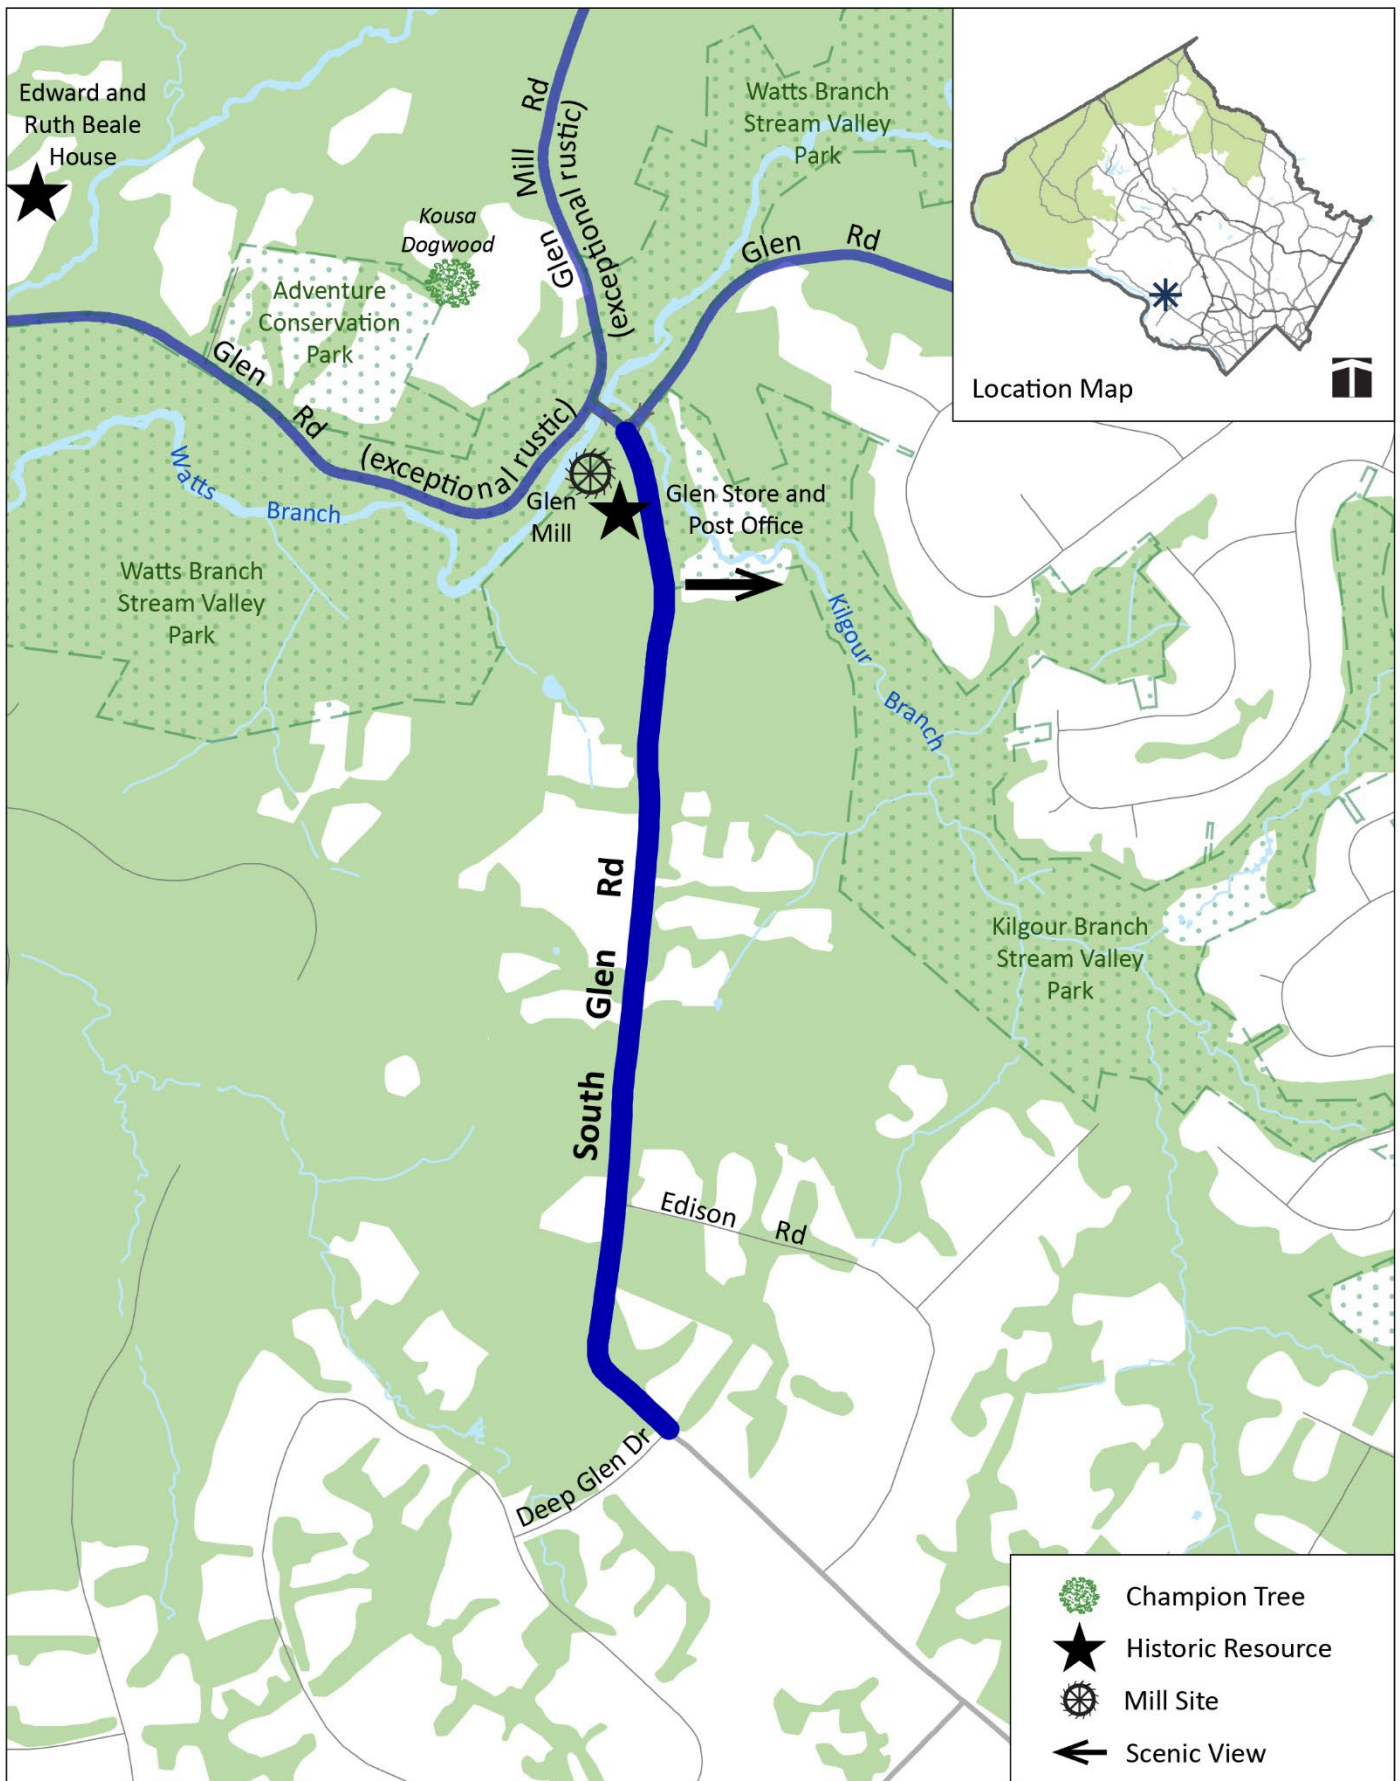 Edward and
Ruth Beale
House
Kousa
Dogwood
Glen Mill Rd
(exceptional rustic)
Watts Branch
Stream Valley
Park
Glen Rd
Location Map
Adventure
Conservation
Park
Glen Rd
(exceptional rustic)
Watts Branch
Glen
Mill
Glen Store and
Post Office
Watts Branch
Stream Valley
Park
Kilgour Branch
South Glen Rd
Kilgour Branch
Stream Valley
Park
Edison Rd
Deep Glen Dr
Champion Tree
Historic Resource
Mill Site
Scenic View